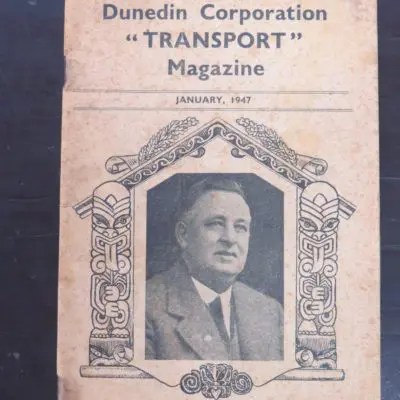 Dunedin Corporation
“TRANSPORT”
Magazine
JANUARY, 1947